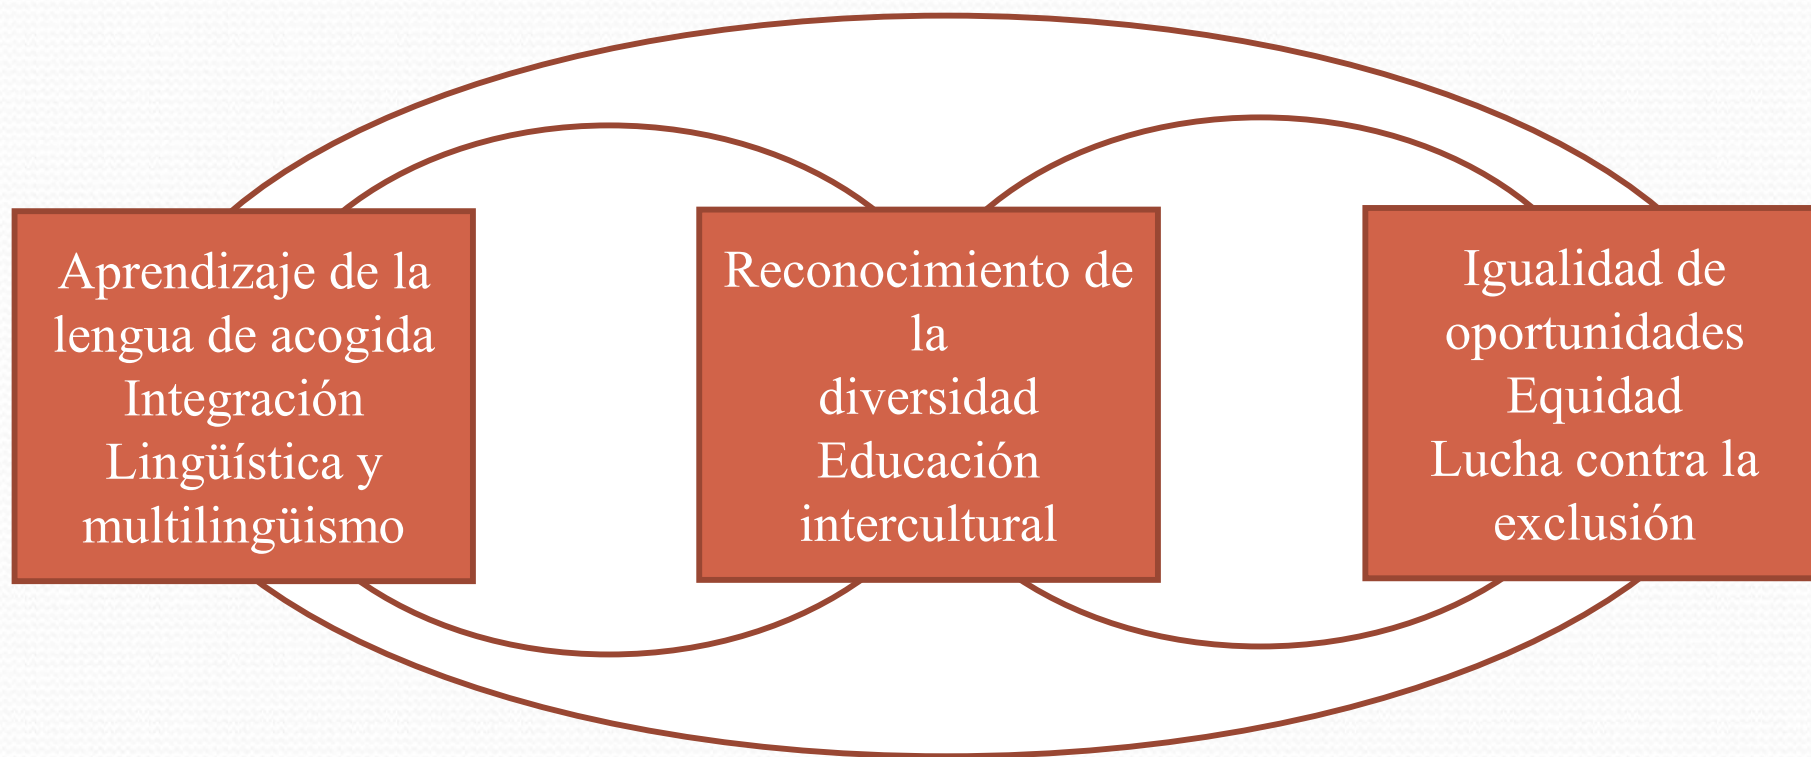 Aprendizaje de la
lengua de acogida
Integración
Lingüística y
multilingüismo
Reconocimiento de
la
diversidad
Educación
intercultural
Igualidad de
oportunidades
Equidad
Lucha contra la
exclusión